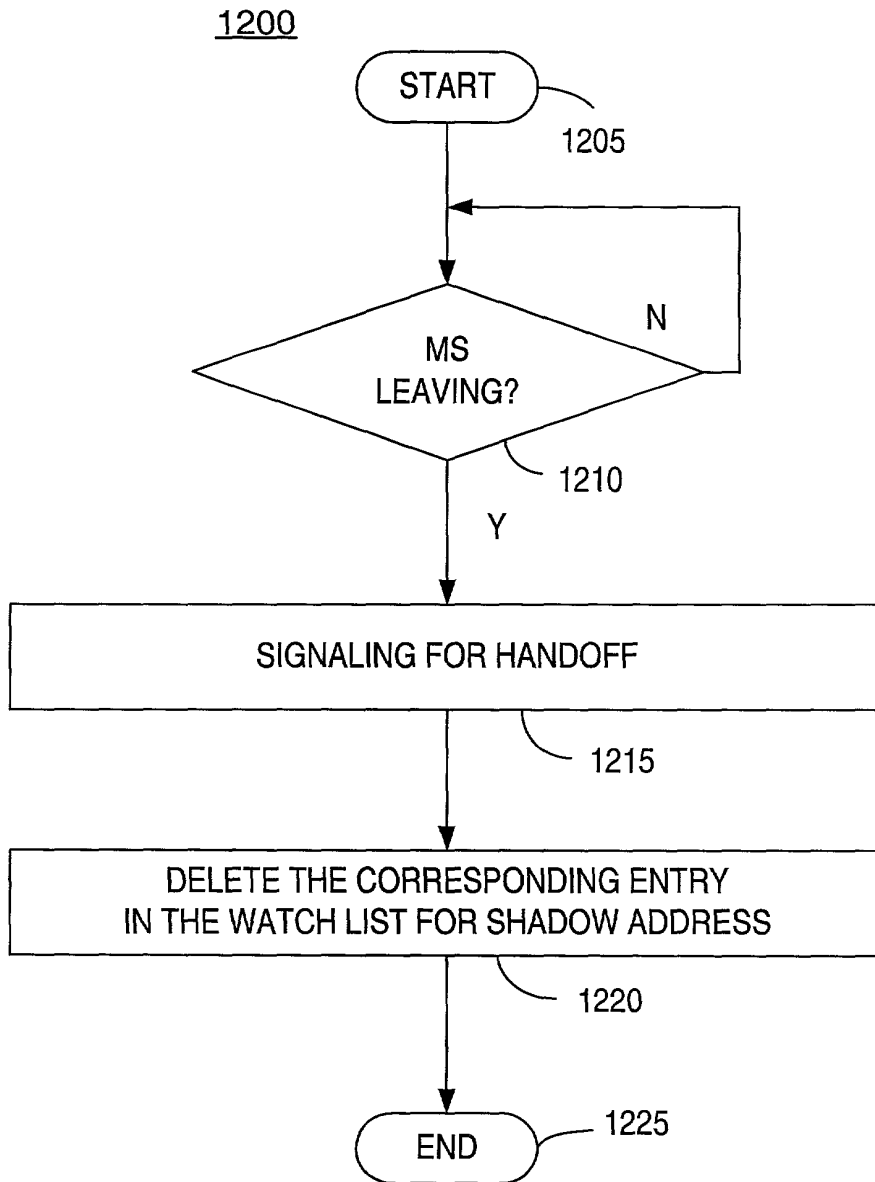 1200
START
1205
N
MS
LEAVING?
1210
Y
SIGNALING FOR HANDOFF
1215
DELETE THE CORRESPONDING ENTRY
IN THE WATCH LIST FOR SHADOW ADDRESS
1220
END
1225